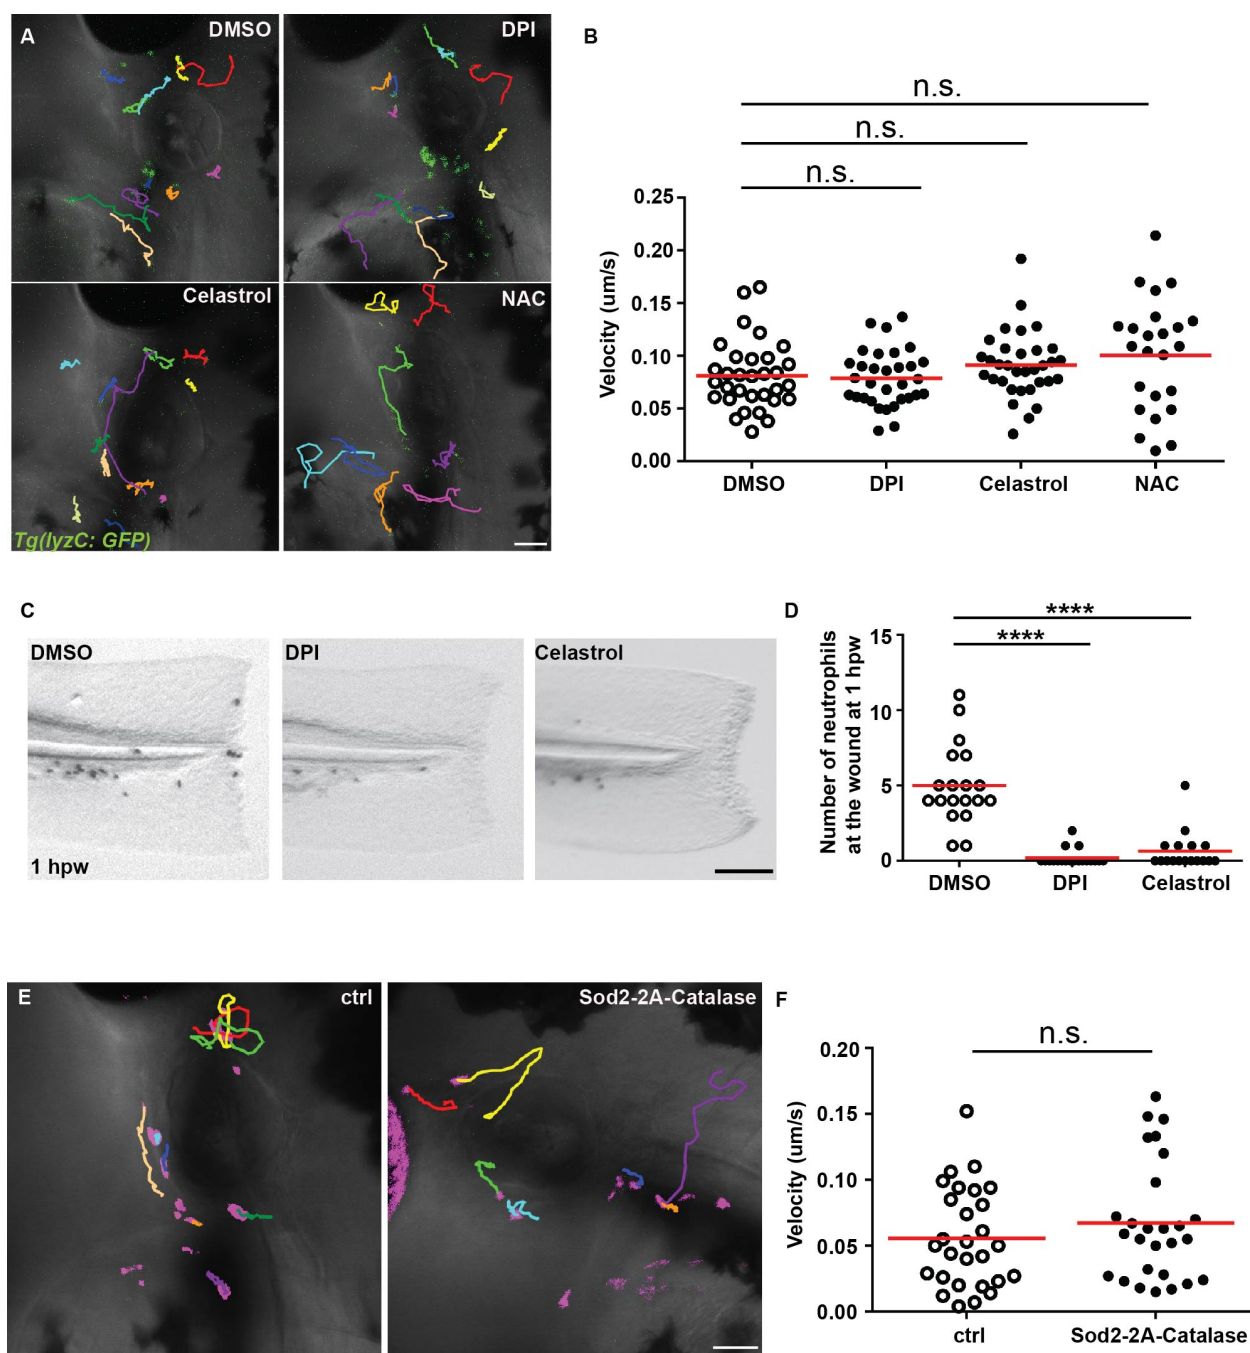 A
DMSO
DPI
Celastrol
NAC
Tg(lyzC: GFP)
B
n.s.
n.s.
n.s.
Velocity (um/s)
0.25
0.20
0.15
0.10
0.05
0.00
DMSO
DPI
Celastrol
NAC
C
DMSO
DPI
Celastrol
1 hpw
D
****
****
Number of neutrophils
at the wound at 1 hpw
15
10
5
0
DMSO
DPI
Celastrol
E
ctrl
Sod2-2A-Catalase
F
n.s.
Velocity (um/s)
0.20
0.15
0.10
0.05
0.00
ctrl
Sod2-2A-Catalase